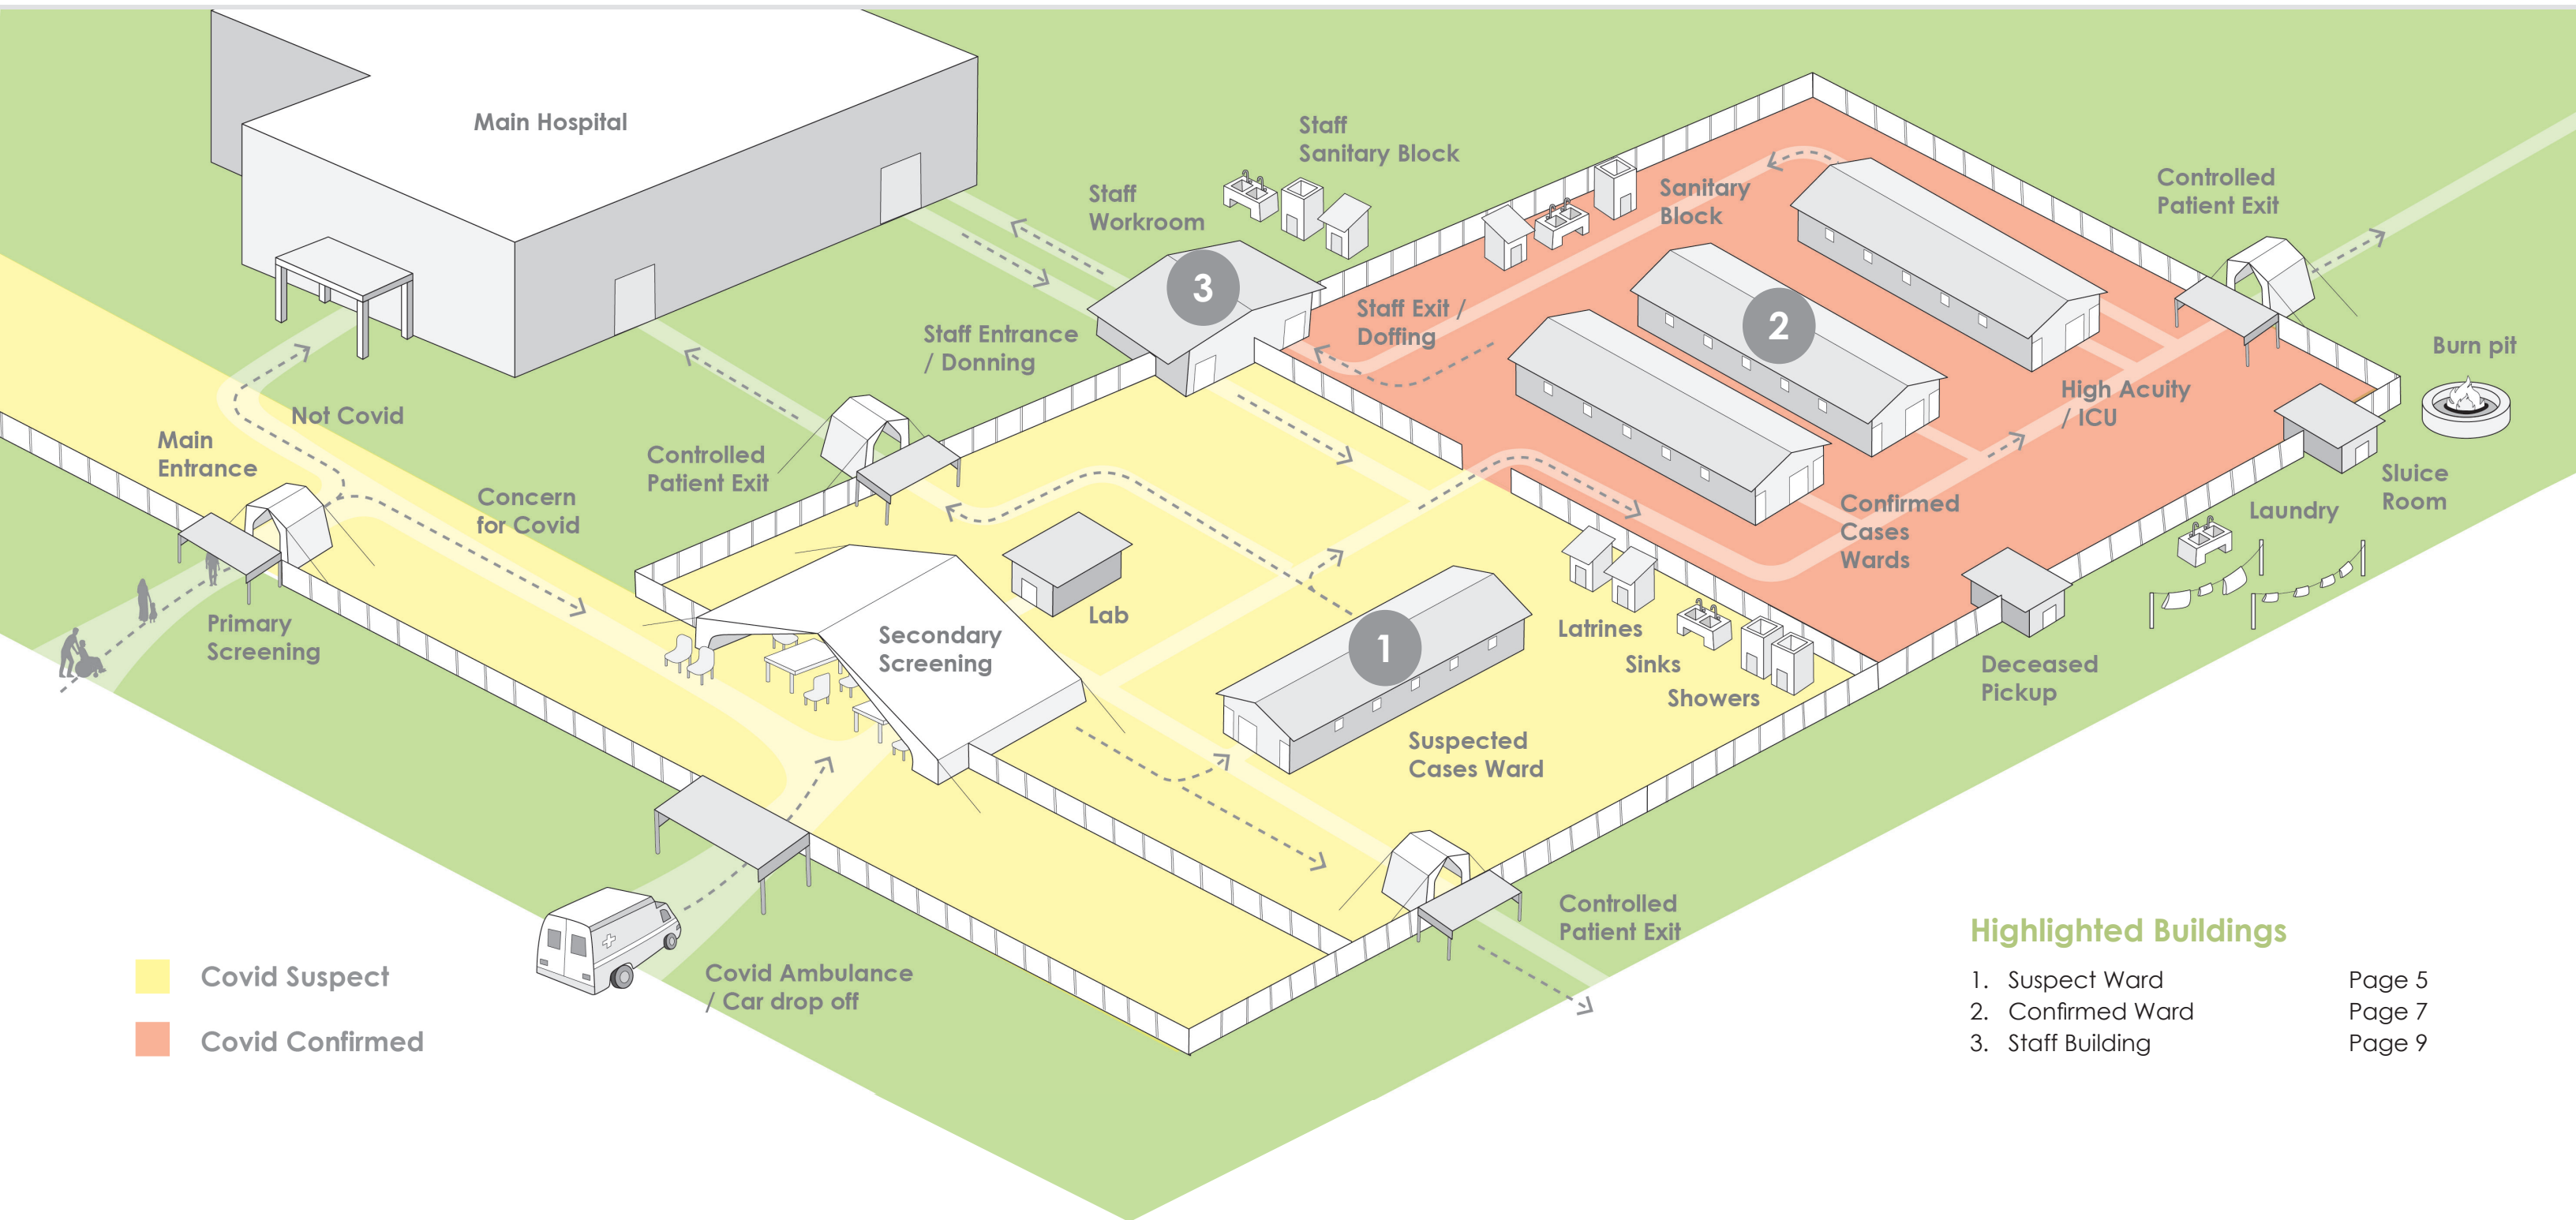 Main Hospital
Staff
Sanitary Block
Staff
Workroom
Sanitary
Block
Controlled
Patient Exit
3
Staff Exit /
Doffing
2
Staff Entrance
/ Donning
Burn pit
High Acuity
/ ICU
Not Covid
Main
Entrance
Controlled
Patient Exit
Concern
for Covid
Sluice
Room
Laundry
Confirmed
Cases
Wards
Primary
Screening
Secondary
Screening
Lab
1
Latrines
Sinks
Showers
Deceased
Pickup
Suspected
Cases Ward
Controlled
Patient Exit
Covid Ambulance
/ Car drop off
Covid Suspect
Covid Confirmed
Highlighted Buildings
1. Suspect Ward Page 5
2. Confirmed Ward Page 7
3. Staff Building Page 9